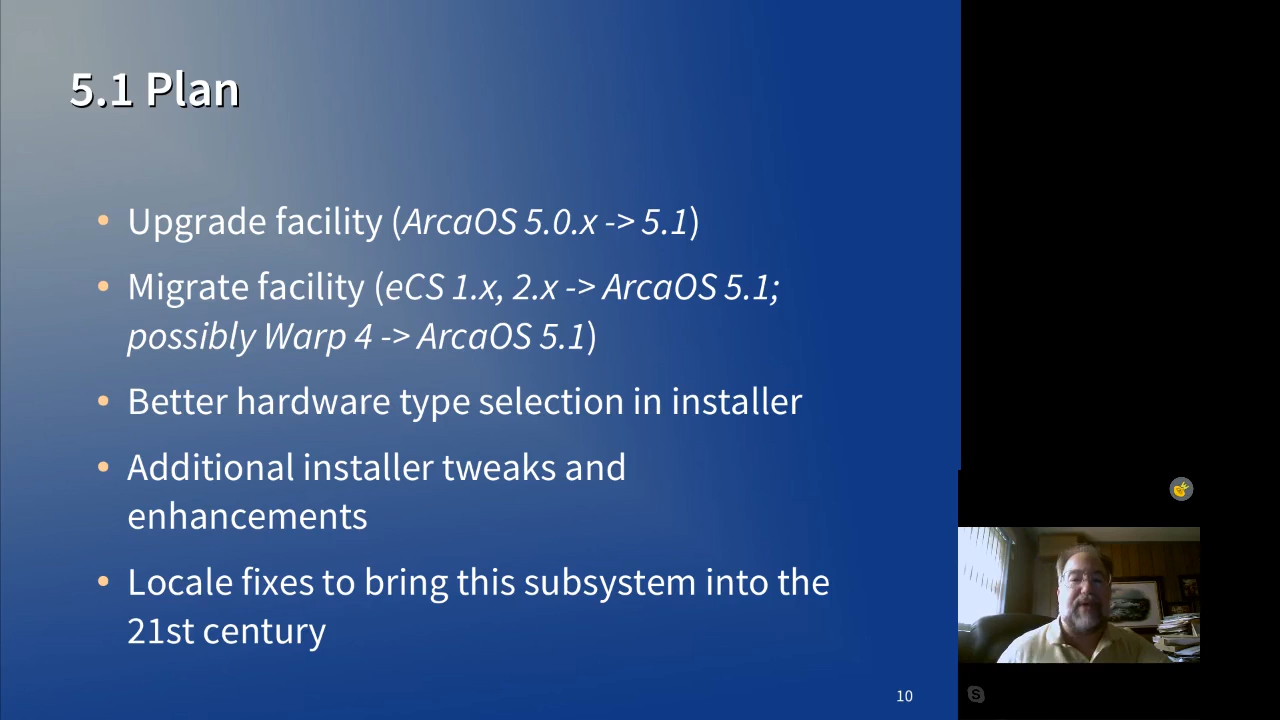 5.1 Plan
• Upgrade facility (ArcaOS 5.0.x -> 5.1)
• Migrate facility (eCS 1.x, 2.x -> ArcaOS 5.1;
possibly Warp 4 -> ArcaOS 5.1)
• Better hardware type selection in installer
• Additional installer tweaks and
enhancements
• Locale fixes to bring this subsystem into the
21st century
10